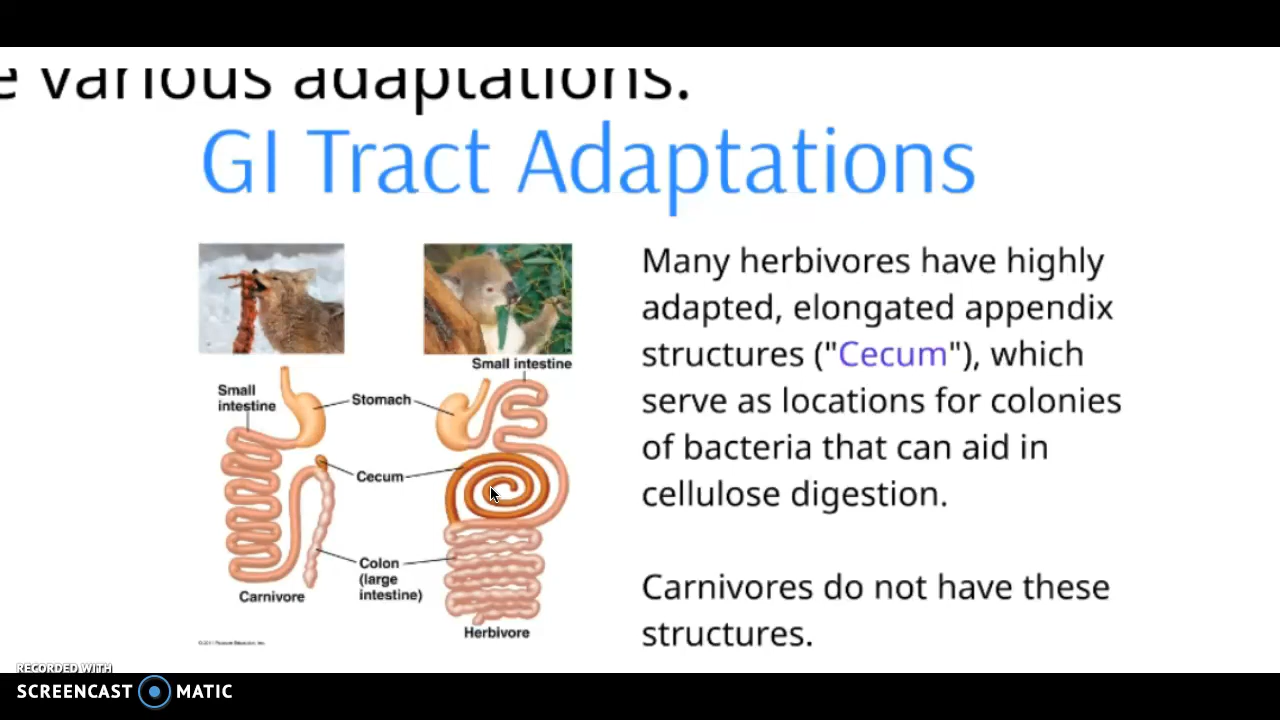 e various adaptations.
GI Tract Adaptations
Many herbivores have highly
adapted, elongated appendix
structures ("Cecum"), which
serve as locations for colonies
of bacteria that can aid in
cellulose digestion.
Carnivores do not have these
structures.
Small intestine
Small
intestine
Stomach
Cecum
Colon
(large
intestine)
Carnivore
Herbivore
RECORDED WITH
SCREENCAST MATIC